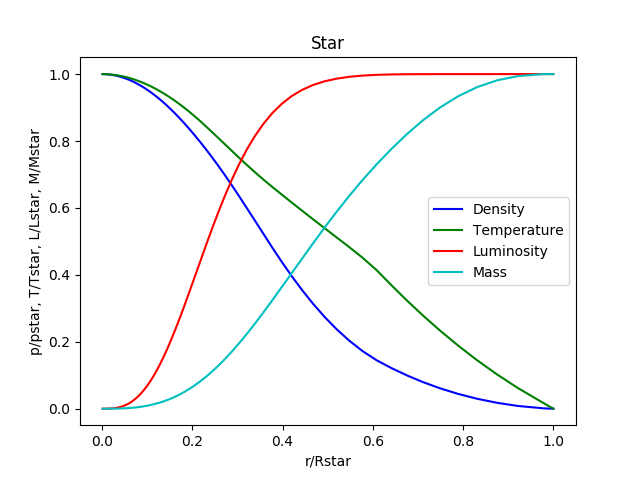 Star
1.0
0.8
0.6
0.4
0.2
0.0
p/pstar, T/Tstar, L/Lstar, M/Mstar
Density
Temperature
Luminosity
Mass
0.0 0.2 0.4 0.6 0.8 1.0
r/Rstar